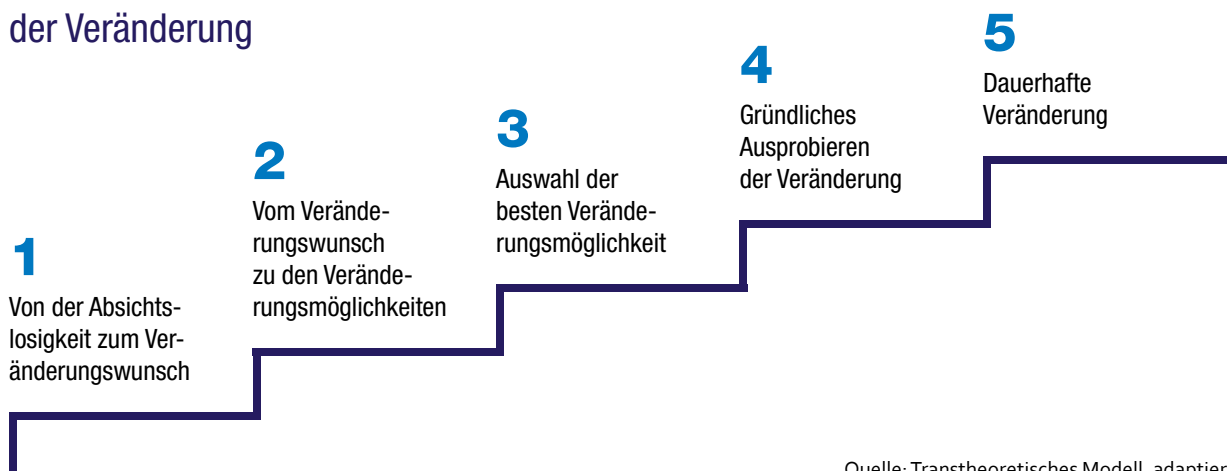 der Veränderung
1
Von der Absichts-
losigkeit zum Ver-
änderungswunsch
2
Vom Verände-
rungswunsch
zu den Verände-
rungsmöglichkeiten
3
Auswahl der
besten Verände-
rungsmöglichkeit
4
Gründliches
Ausprobieren
der Veränderung
5
Dauerhafte
Veränderung
Quelle: Transtheoretisches Modell, adaptier